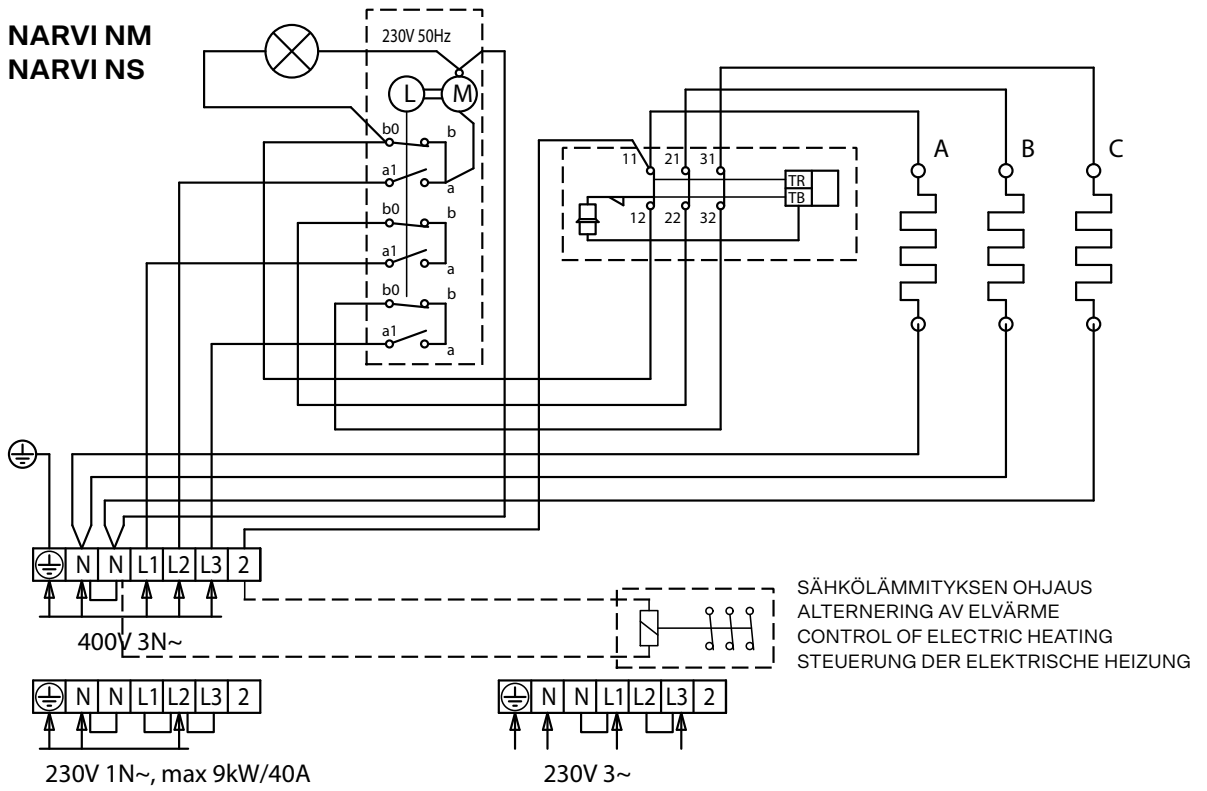 NARVI NM
NARVI NS
230V 50Hz
L M
b0 b
a1 a
b0 b
a1 a
b0 b
a1 a
11 21 31
TR
TB
12 22 32
A B C
N N L1 L2 L3 2
400V 3N~
SÄHKÖLÄMMITYKSEN OHJAUS
ALTERNERING AV ELVÄRME
CONTROL OF ELECTRIC HEATING
STEUERUNG DER ELEKTRISCHE HEIZUNG
N N L1 L2 L3 2
230V 1N~, max 9kW/40A
N N L1 L2 L3 2
230V 3~